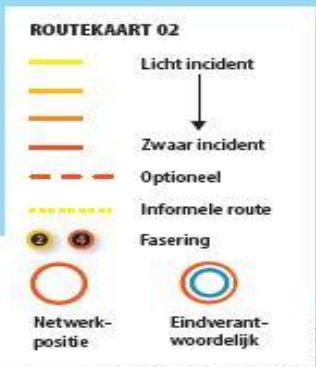 ROUTEKAART 02
Licht incident
Zwaar incident
Optioneel
Informele route
2 4 Fasering
Netwerk-
positie
Eindverant-
woordelijk